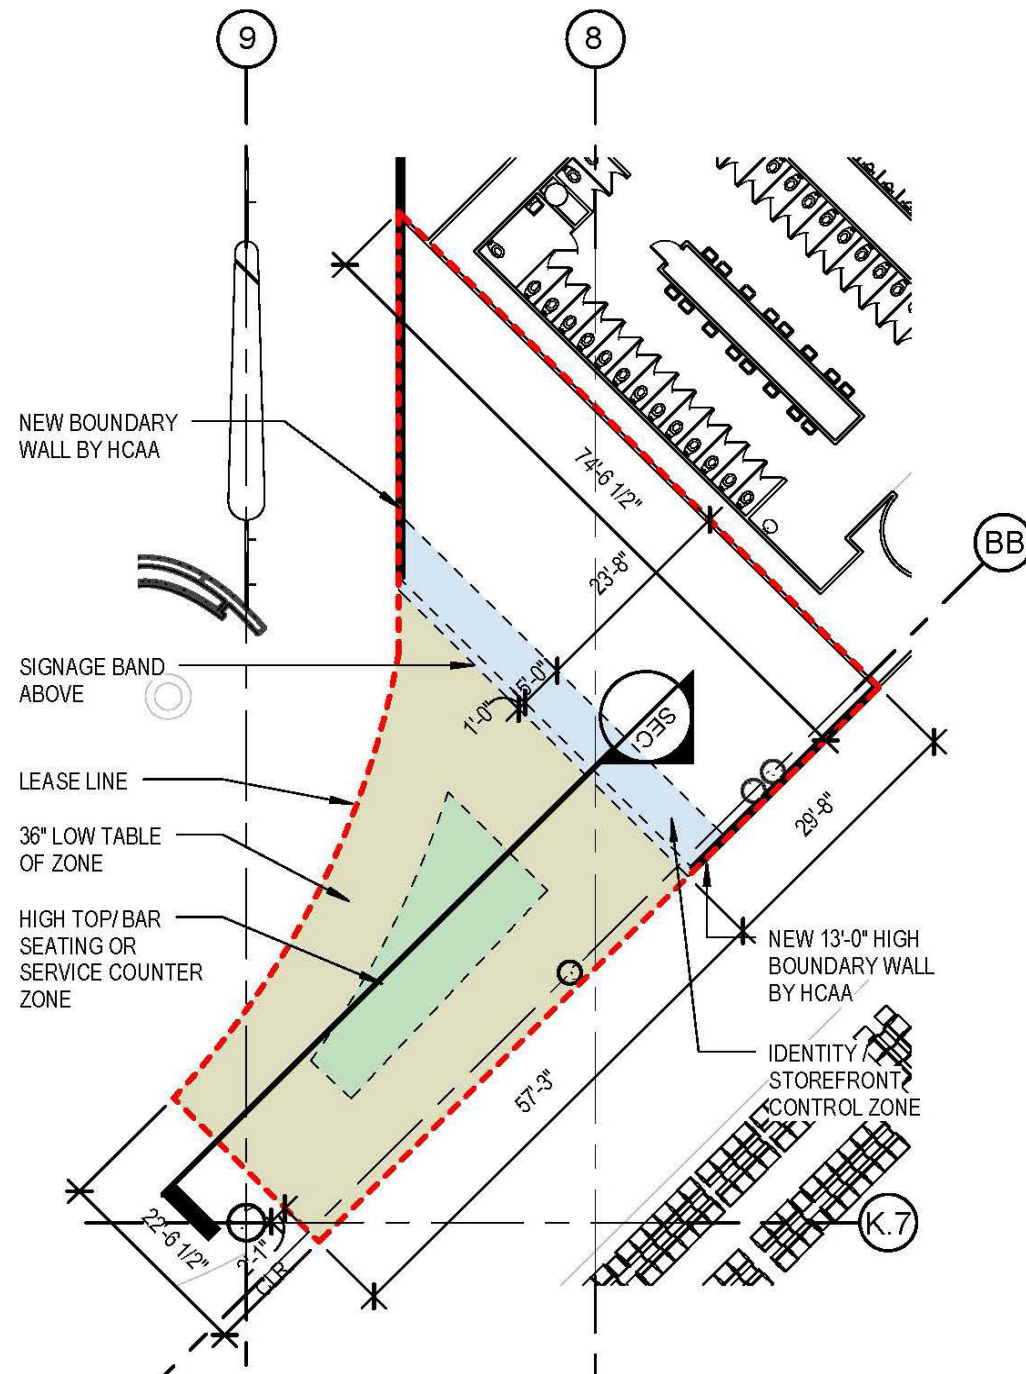 9
8
NEW BOUNDARY
WALL BY HCAA
74'-6 1/2"
23'-8"
BB
SIGNAGE BAND
ABOVE
5'-0"
1'-0"
SEC
LEASE LINE
29'-8"
36" LOW TABLE
OF ZONE
HIGH TOP/ BAR
SEATING OR
SERVICE COUNTER
ZONE
NEW 13'-0" HIGH
BOUNDARY WALL
BY HCAA
IDENTITY /
STOREFRONT
CONTROL ZONE
57'-3"
22'-6 1/2"
2'-1"
CLR
K.7